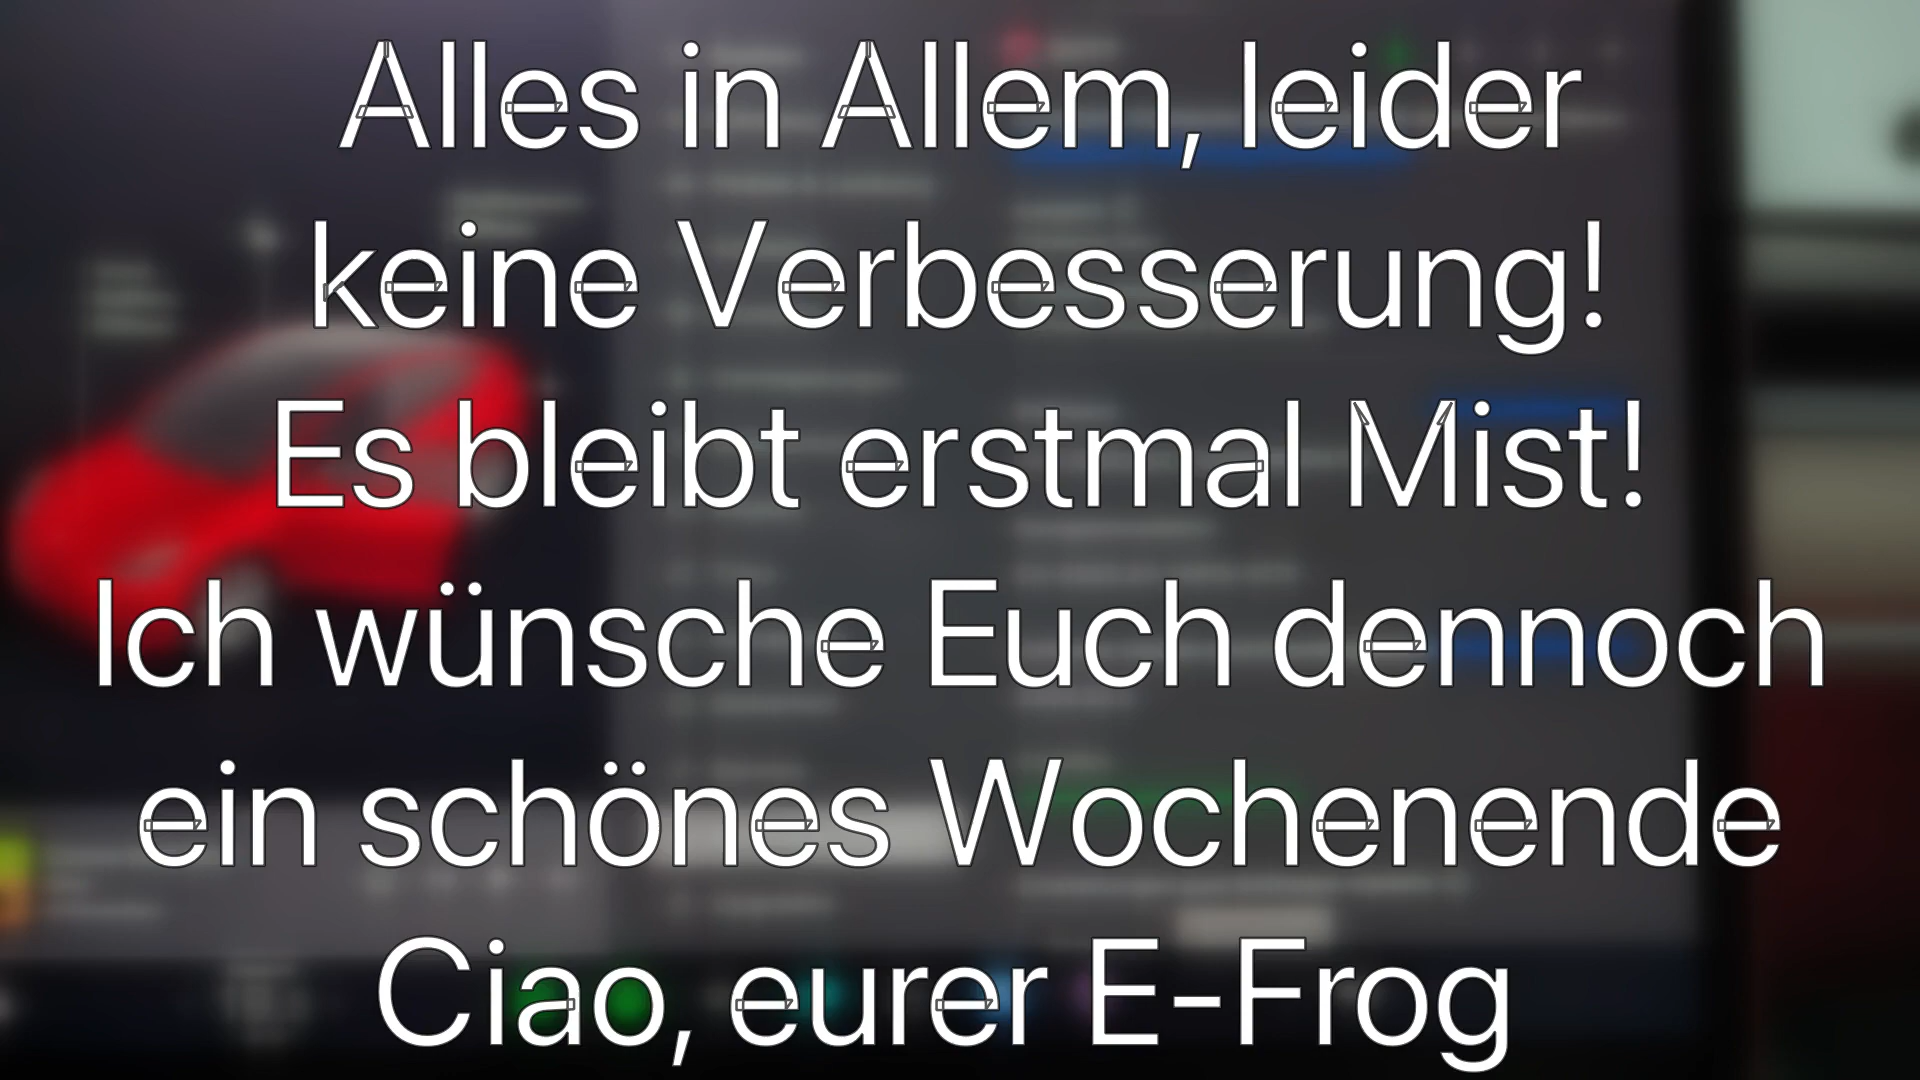 Alles in Allem, leider
keine Verbesserung!
Es bleibt erstmal Mist!
Ich wünsche Euch dennoch
ein schönes Wochenende
Ciao, eurer E-Frog